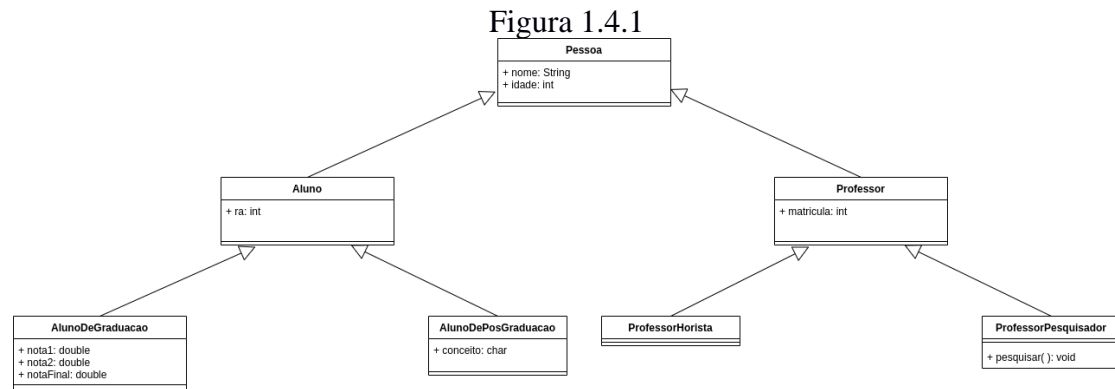 Figura 1.4.1
Pessoa
+ nome: String
+ idade: int
Aluno
+ ra: int
Professor
+ matricula: int
AlunoDeGraduacao
+ nota1: double
+ nota2: double
+ notaFinal: double
AlunoDePosGraduacao
+ conceito: char
ProfessorHorista
ProfessorPesquisador
+ pesquisar( ): void